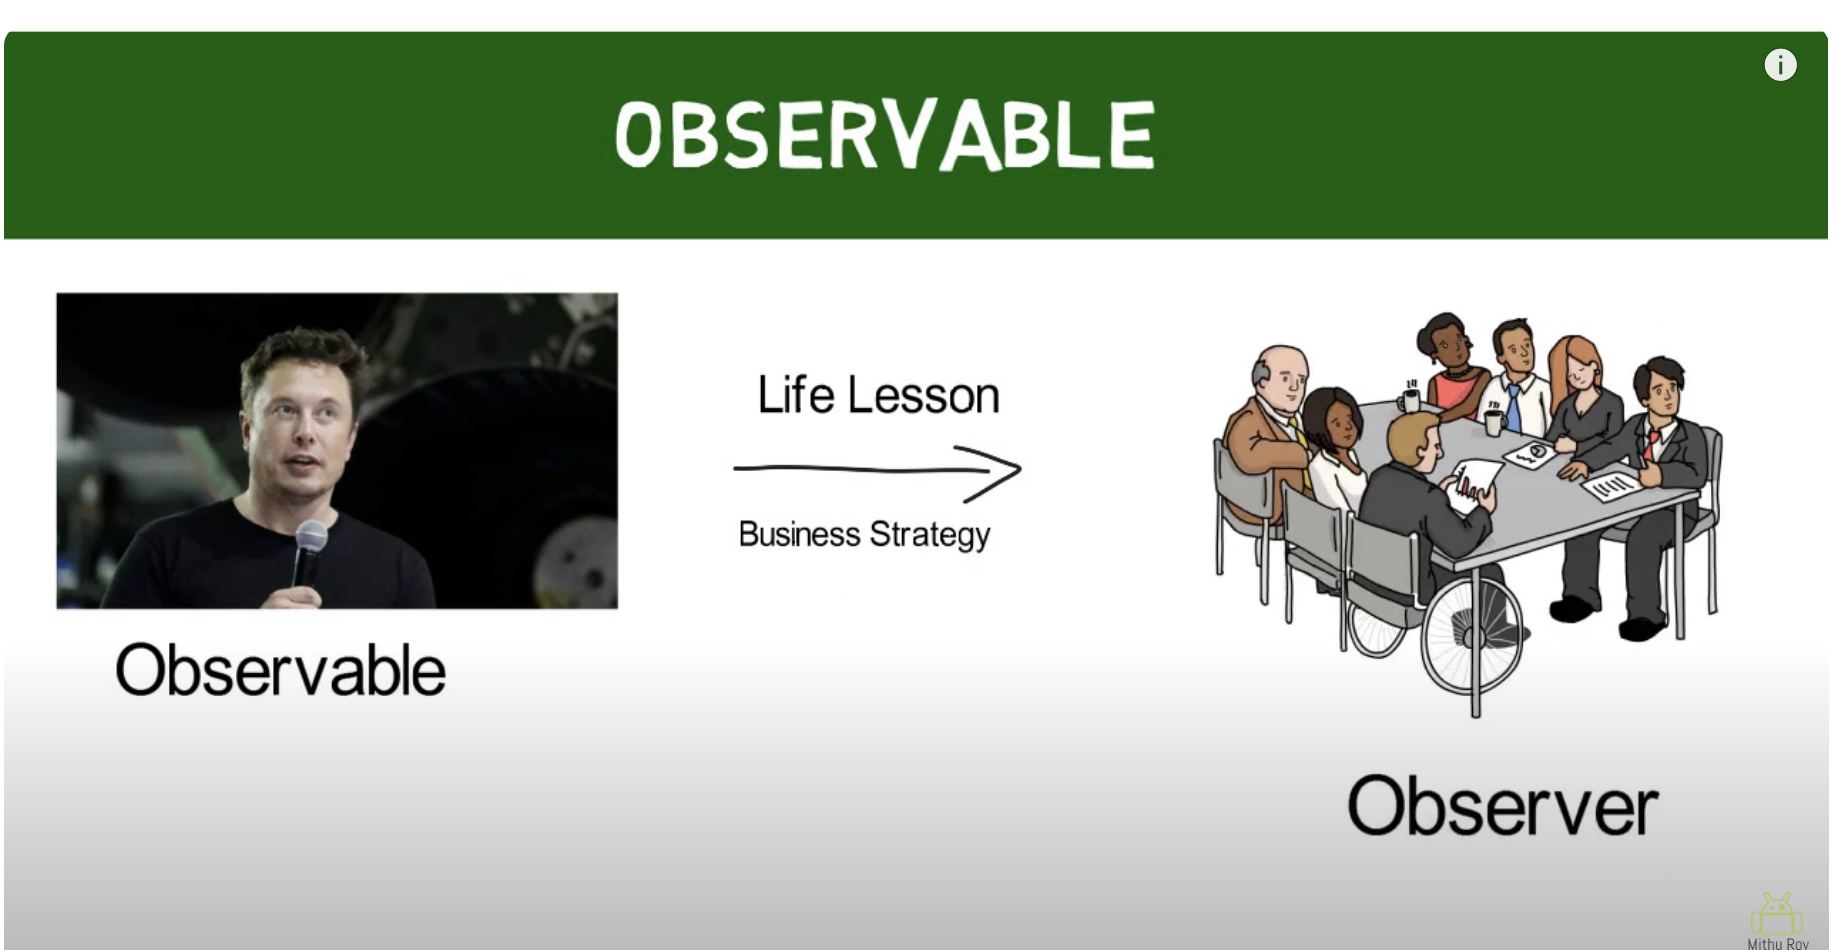 OBSERVABLE
Life Lesson
Business Strategy
Observable
Observer
Mithu Roy